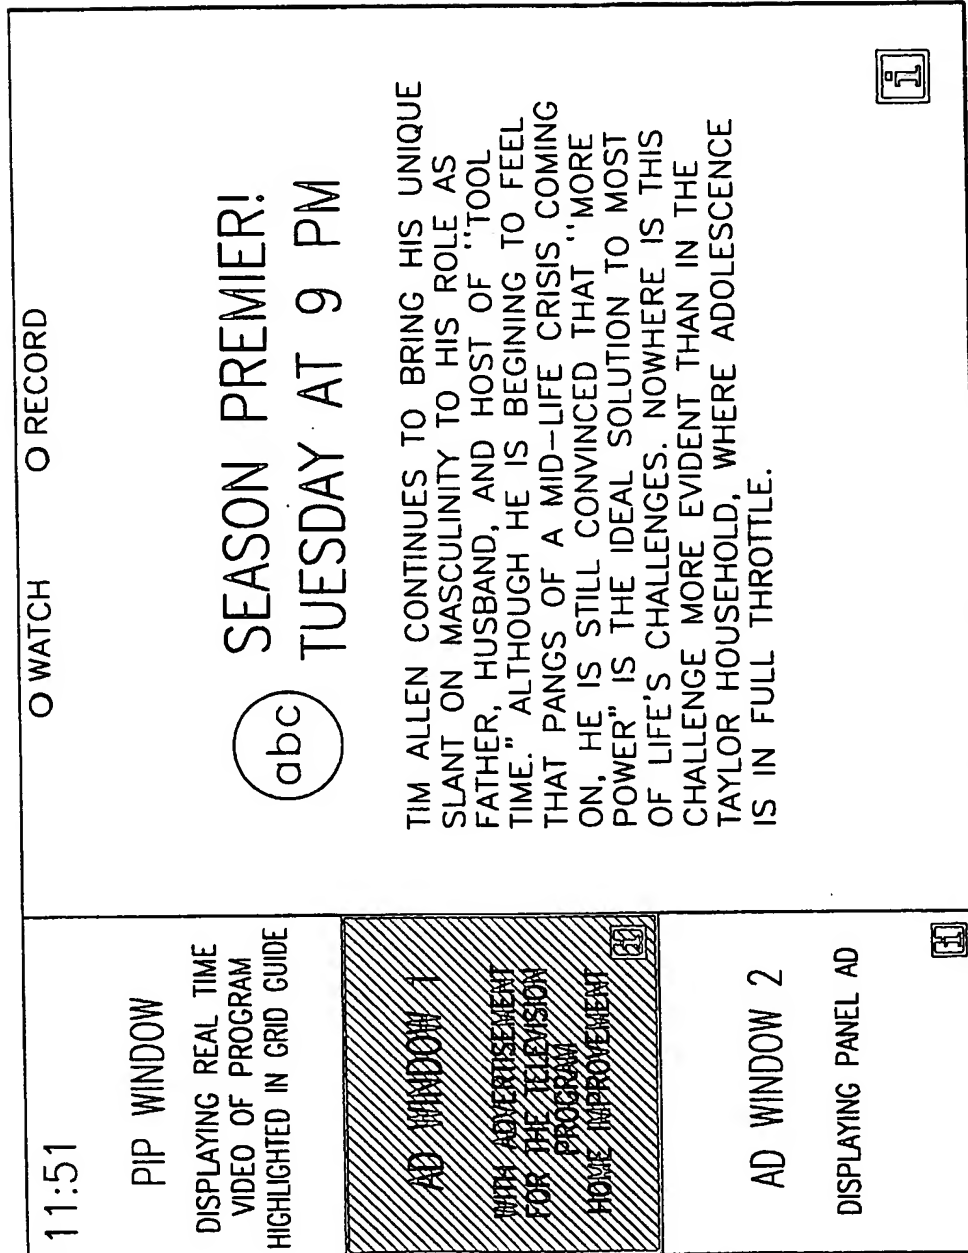 11:51
PIP WINDOW
DISPLAYING REAL TIME
VIDEO OF PROGRAM
HIGHLIGHTED IN GRID GUIDE
AD WINDOW 1
WITH ADVERTISEMENT
FOR THE TELEVISION
PROGRAM
HOME IMPROVEMENT
i
AD WINDOW 2
DISPLAYING PANEL AD
i
O WATCH O RECORD
abc
SEASON PREMIER!
TUESDAY AT 9 PM
TIM ALLEN CONTINUES TO BRING HIS UNIQUE
SLANT ON MASCULINITY TO HIS ROLE AS
FATHER, HUSBAND, AND HOST OF "TOOL
TIME." ALTHOUGH HE IS BEGINING TO FEEL
THAT PANGS OF A MID-LIFE CRISIS COMING
ON, HE IS STILL CONVINCED THAT "MORE
POWER" IS THE IDEAL SOLUTION TO MOST
OF LIFE'S CHALLENGES. NOWHERE IS THIS
CHALLENGE MORE EVIDENT THAN IN THE
TAYLOR HOUSEHOLD, WHERE ADOLESCENCE
IS IN FULL THROTTLE.
i